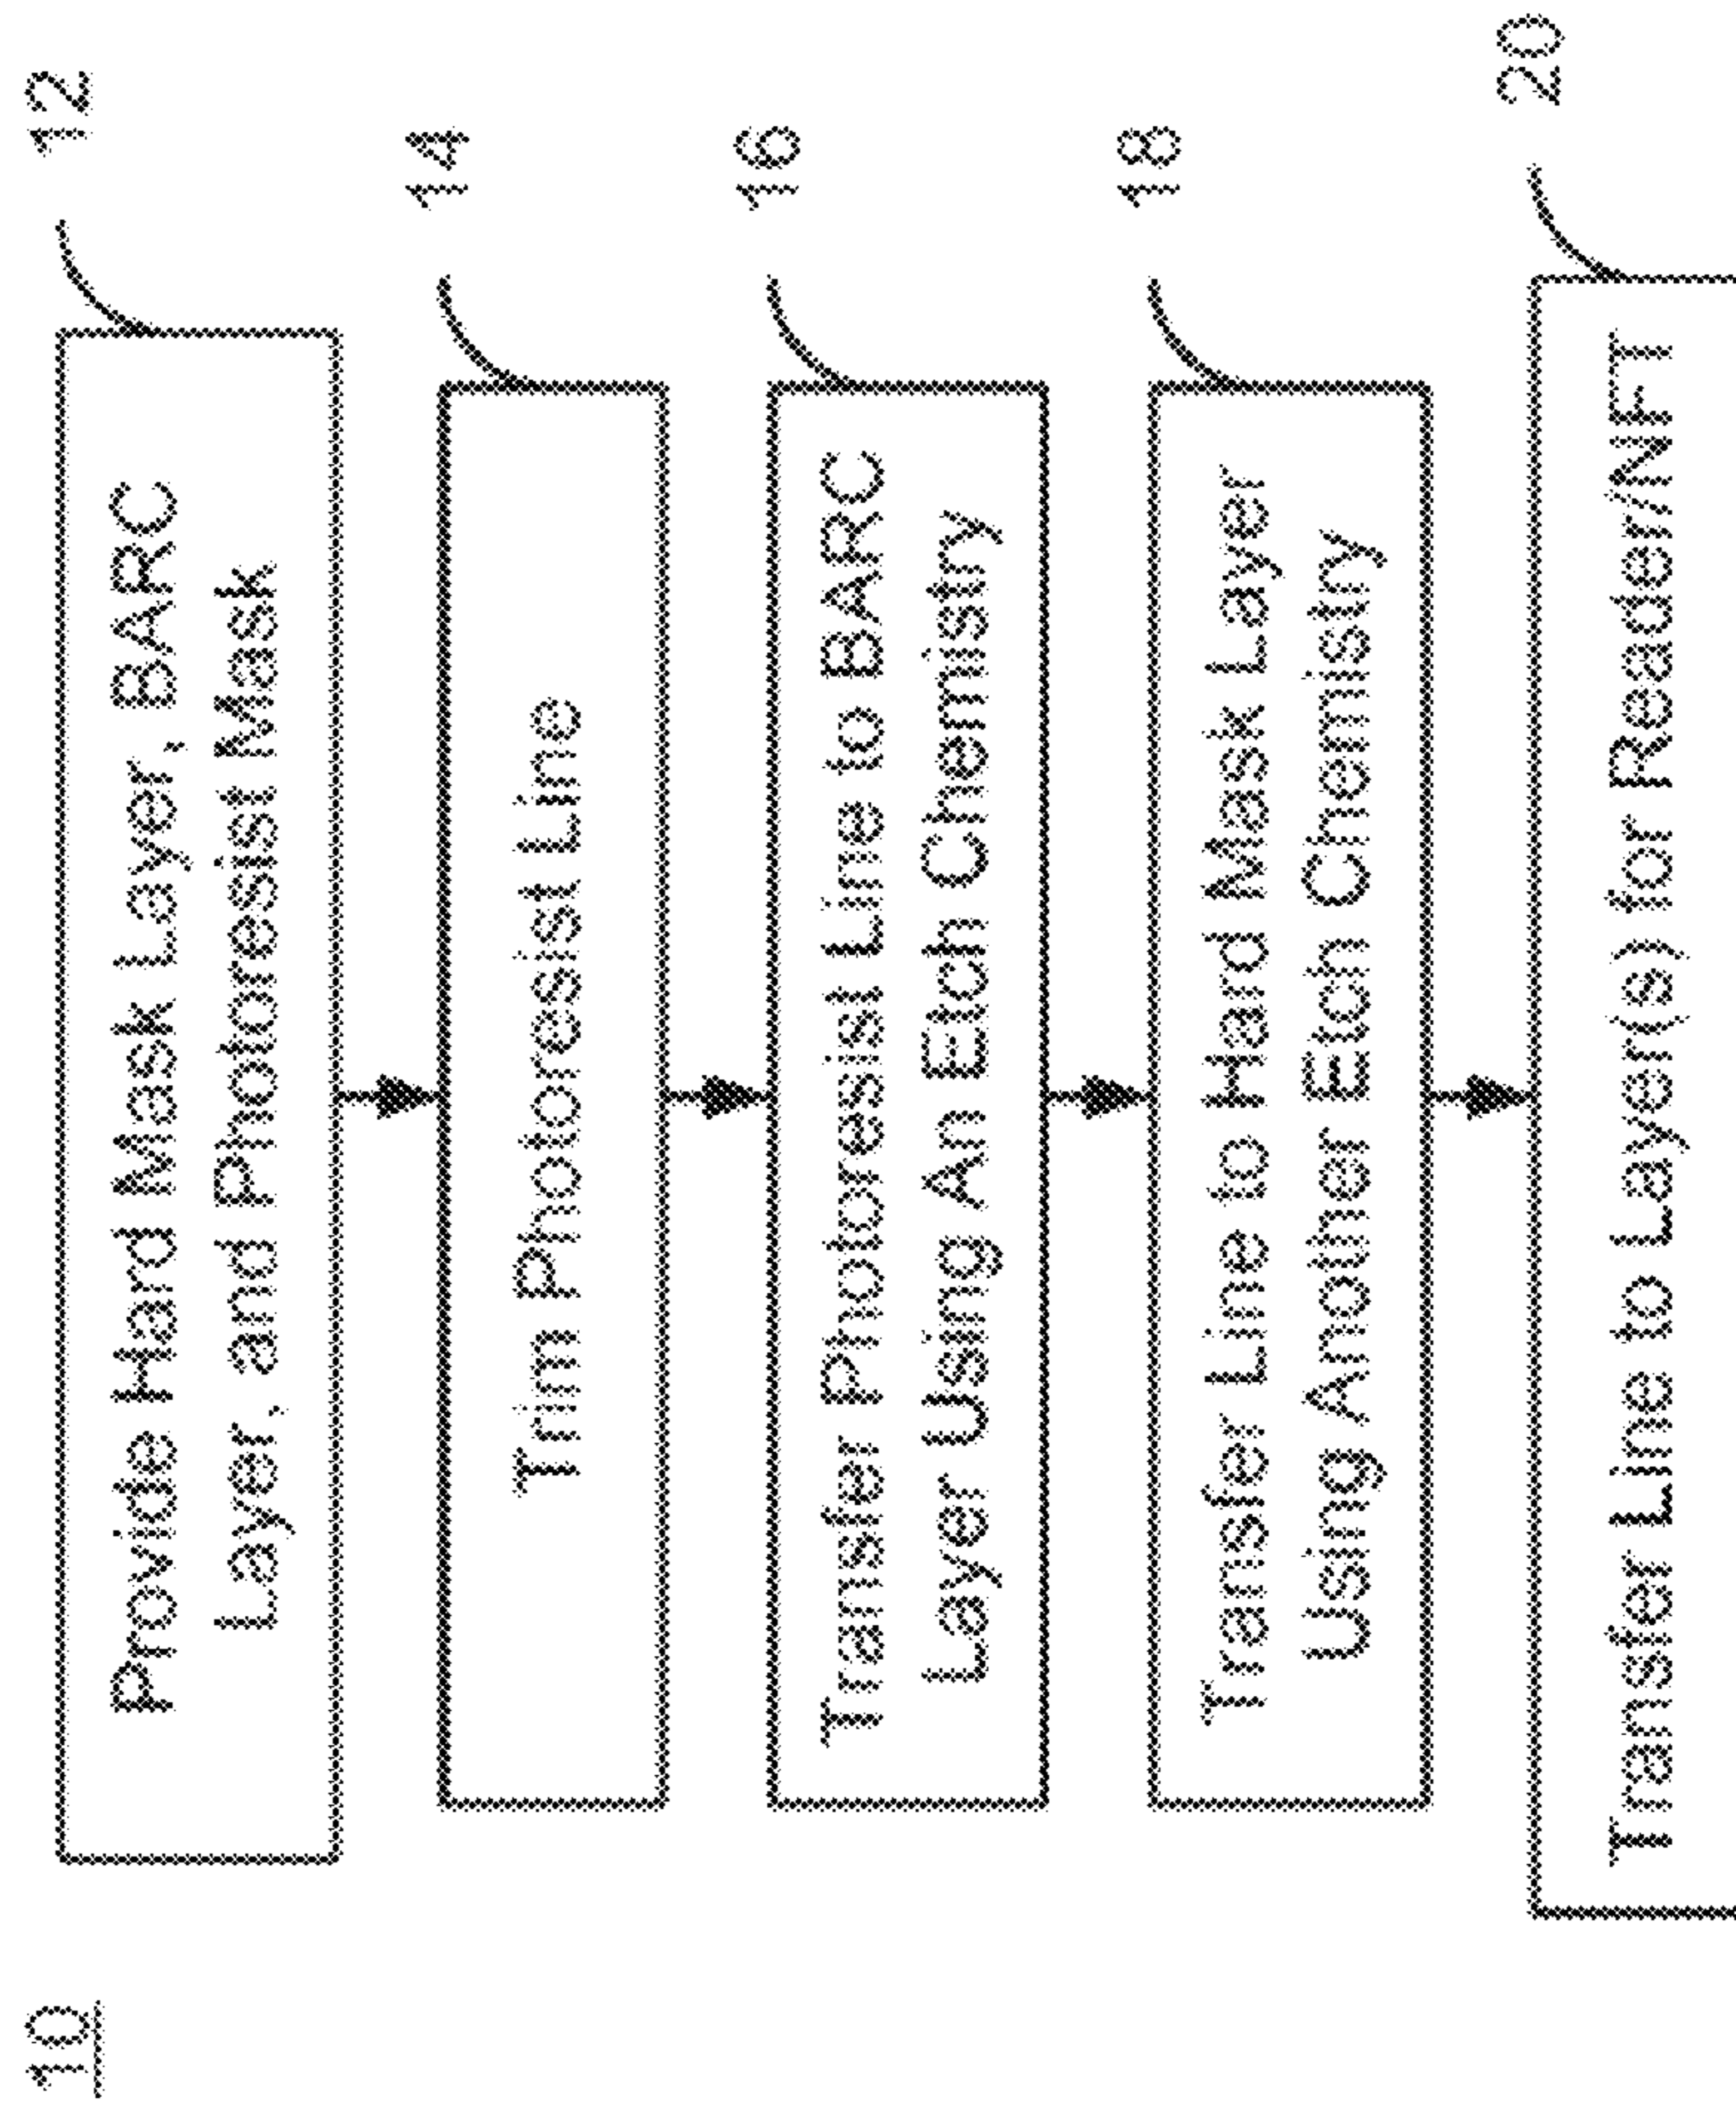 10
12
Provide Hard Mask Layer, BARC
Layer, and Photoresist Mask
14
Trim Photoresist Line
16
Transfer Photoresist Line to BARC
Layer Using An Etch Chemistry
18
Transfer Line to Hard Mask Layer
Using Another Etch Chemistry
20
Transfer Line to Layer(s) for Reader/NFT